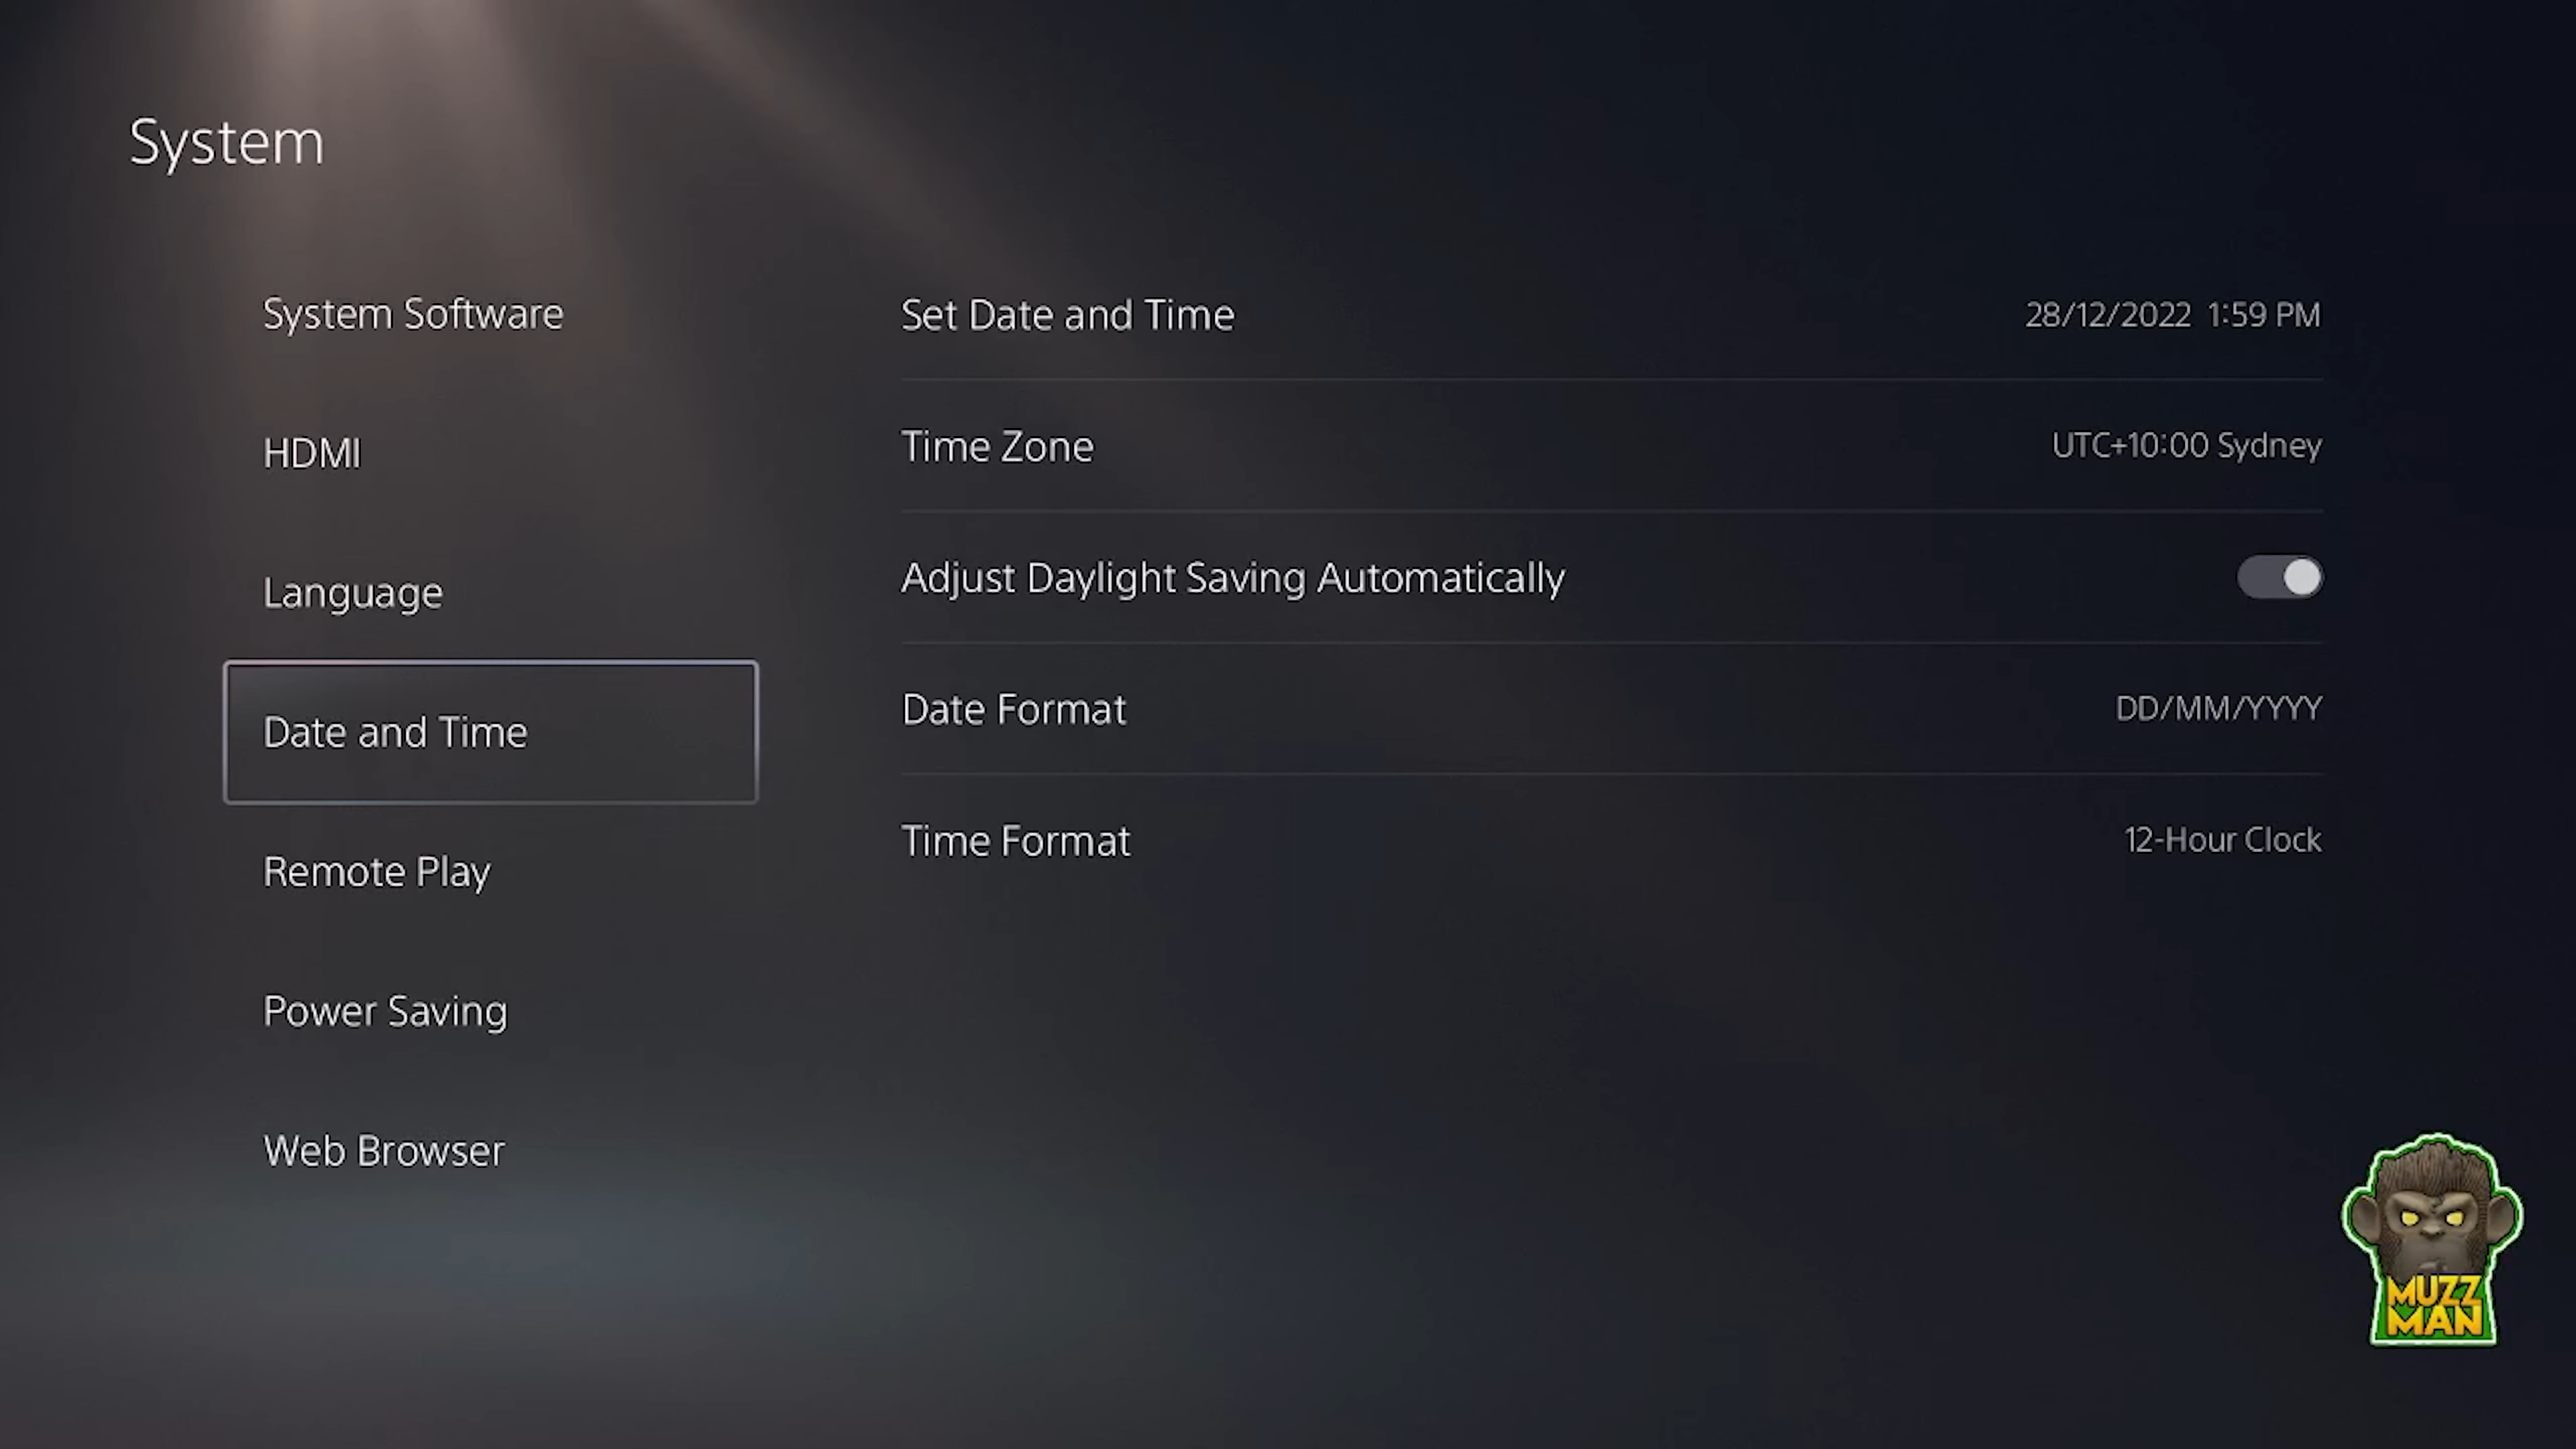 System
System Software
HDMI
Language
Date and Time
Remote Play
Power Saving
Web Browser
Set Date and Time 28/12/2022 1:59 PM
Time Zone UTC+10:00 Sydney
Adjust Daylight Saving Automatically
Date Format DD/MM/YYYY
Time Format 12-Hour Clock
MUZZ
MAN